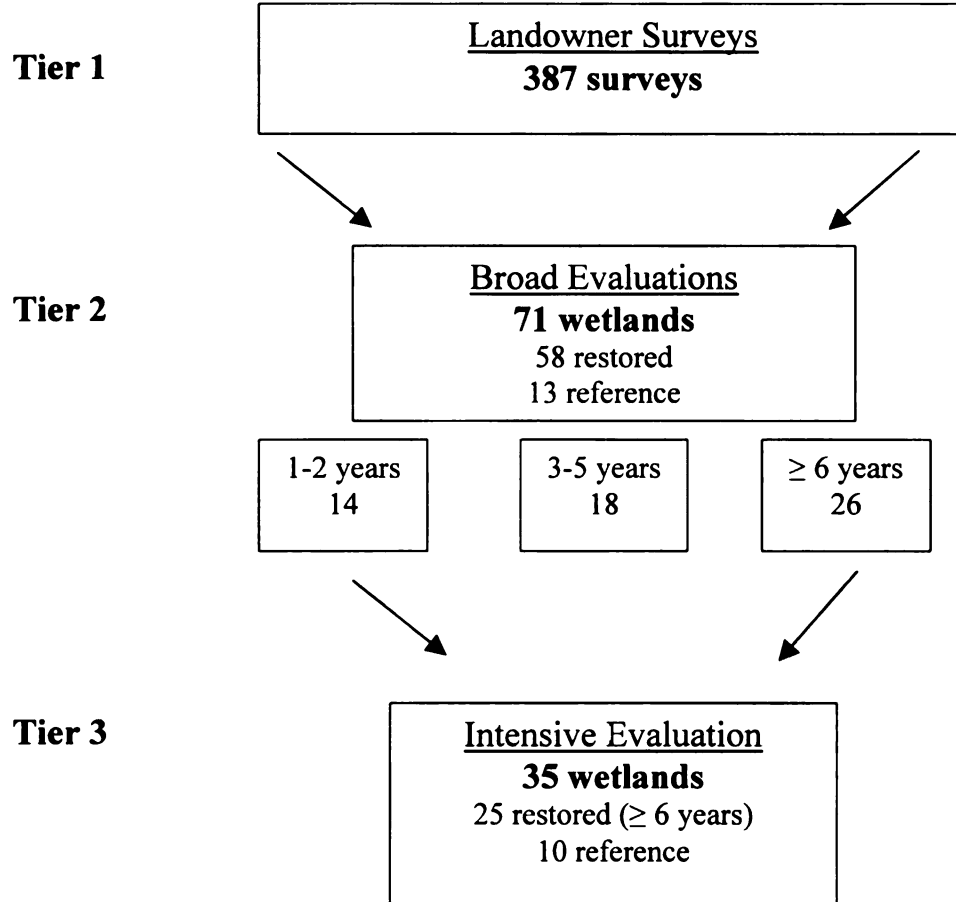 Tier 1
Landowner Surveys
387 surveys
Tier 2
Broad Evaluations
71 wetlands
58 restored
13 reference
1-2 years
14
3-5 years
18
≥ 6 years
26
Tier 3
Intensive Evaluation
35 wetlands
25 restored (≥ 6 years)
10 reference